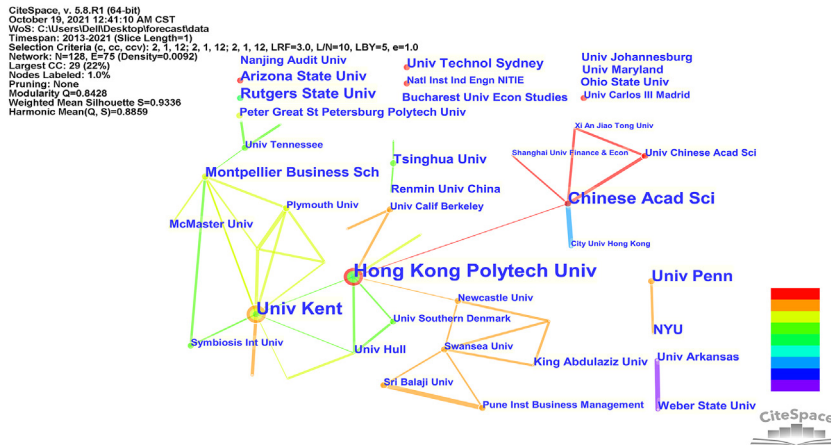 CiteSpace, v. 5.8.R1 (64-bit)
October 19, 2021 12:41:10 AM CST
WoS: C:\Users\Dell\Desktop\forecast\data
Timespan: 2013-2021 (Slice Length=1)
Selection Criteria (c, cc, ccv): 2, 1, 12; 2, 1, 12; 2, 1, 12, LRF=3.0, L/N=10, LBY=5, e=1.0
Network: N=128, E=75 (Density=0.0092)
Largest CC: 29 (22%)
Nodes Labeled: 1.0%
Pruning: None
Modularity Q=0.8428
Weighted Mean Silhouette S=0.9336
Harmonic Mean(Q, S)=0.8859
Nanjing Audit Univ
Arizona State Univ
Rutgers State Univ
Peter Great St Petersburg Polytech Univ
Univ Technol Sydney
Natl Inst Ind Engn NITIE
Bucharest Univ Econ Studies
Univ Johannesburg
Univ Maryland
Ohio State Univ
Univ Carlos III Madrid
Xi An Jiao Tong Univ
Univ Tennessee
Shanghai Univ Finance & Econ
Univ Chinese Acad Sci
Tsinghua Univ
Montpellier Business Sch
Renmin Univ China
Chinese Acad Sci
Plymouth Univ
Univ Calif Berkeley
McMaster Univ
City Univ Hong Kong
Hong Kong Polytech Univ
Univ Penn
Newcastle Univ
Univ Kent
Univ Southern Denmark
NYU
Symbiosis Int Univ
Univ Hull
Swansea Univ
King Abdulaziz Univ
Univ Arkansas
Sri Balaji Univ
Pune Inst Business Management
Weber State Univ
CiteSpace